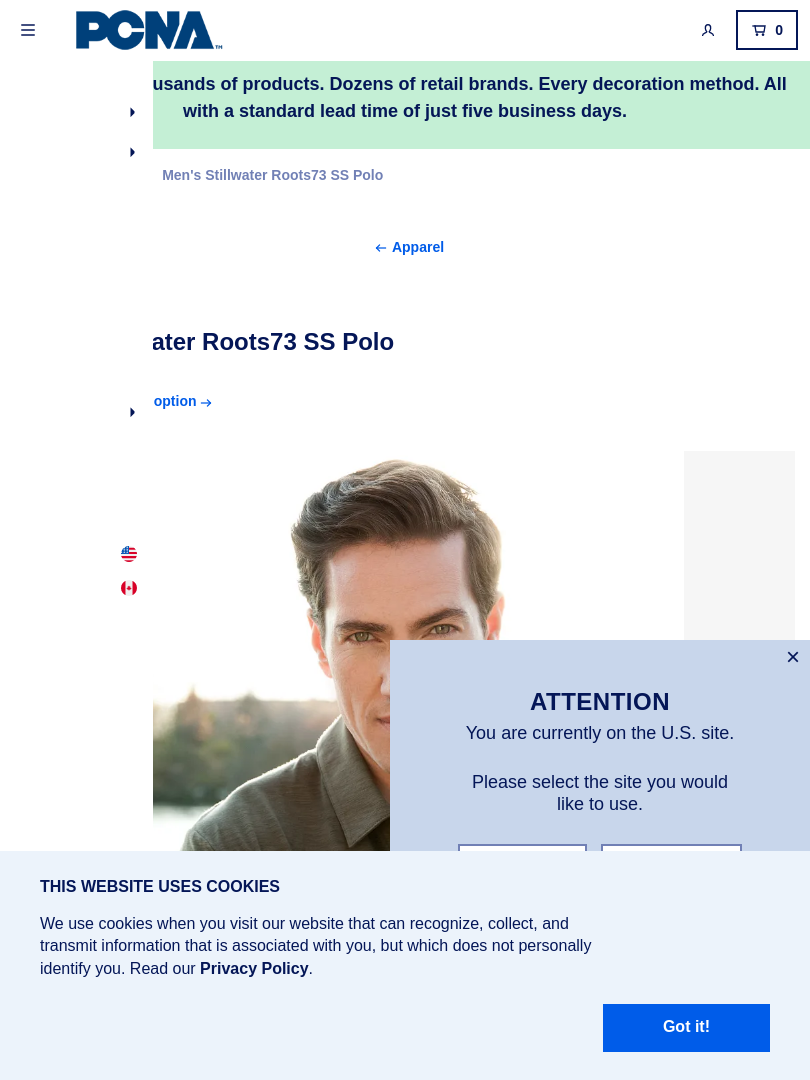 PCNA™
0
usands of products. Dozens of retail brands. Every decoration method. All
with a standard lead time of just five business days.
Men's Stillwater Roots73 SS Polo
← Apparel
ater Roots73 SS Polo
option →
ATTENTION
You are currently on the U.S. site.
Please select the site you would
like to use.
THIS WEBSITE USES COOKIES
We use cookies when you visit our website that can recognize, collect, and
transmit information that is associated with you, but which does not personally
identify you. Read our Privacy Policy.
Got it!